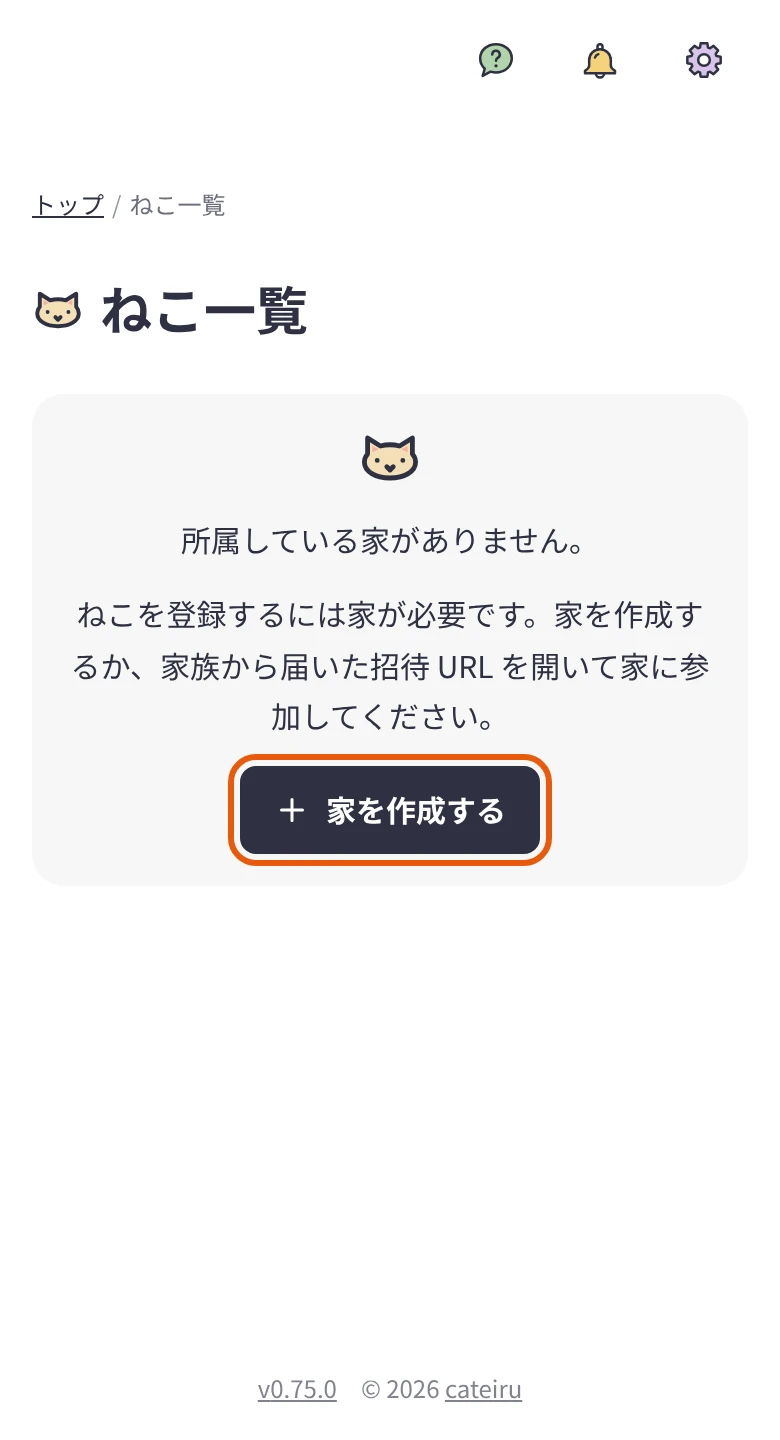 トップ / ねこ一覧
ねこ一覧
所属している家がありません。
ねこを登録するには家が必要です。家を作成す
るか、家族から届いた招待 URL を開いて家に参
加してください。
＋ 家を作成する
v0.75.0 © 2026 cateiru